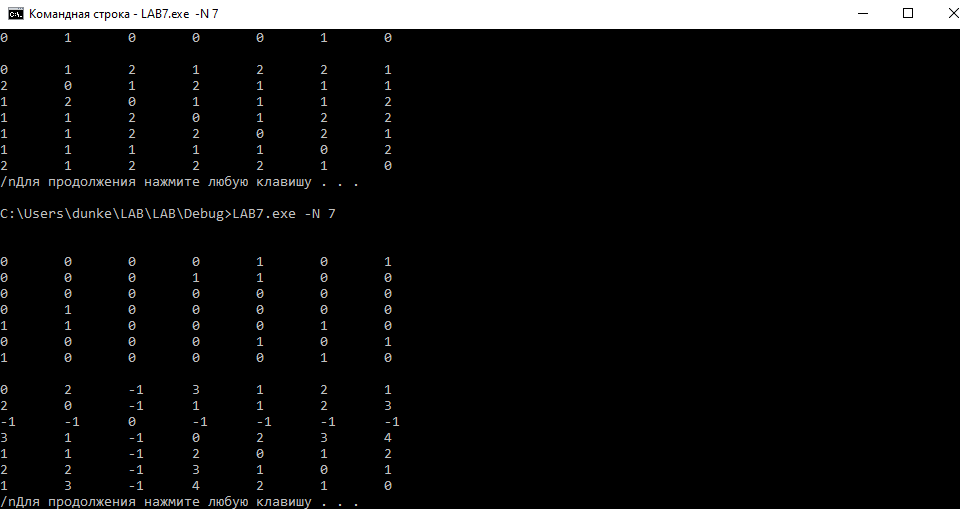 Командная строка - LAB7.exe -N 7
0 1 0 0 0 1 0
0 1 2 1 2 2 1
2 0 1 2 1 1 1
1 2 0 1 1 1 2
1 1 2 0 1 2 2
1 1 2 2 0 2 1
1 1 1 1 1 0 2
2 1 2 2 2 1 0
/nДля продолжения нажмите любую клавишу . . .
C:\Users\dunke\LAB\LAB\Debug>LAB7.exe -N 7
0 0 0 0 1 0 1
0 0 0 1 1 0 0
0 0 0 0 0 0 0
0 1 0 0 0 0 0
1 1 0 0 0 1 0
0 0 0 0 1 0 1
1 0 0 0 0 1 0
0 2 -1 3 1 2 1
2 0 -1 1 1 2 3
-1 -1 0 -1 -1 -1 -1
3 1 -1 0 2 3 4
1 1 -1 2 0 1 2
2 2 -1 3 1 0 1
1 3 -1 4 2 1 0
/nДля продолжения нажмите любую клавишу . . .